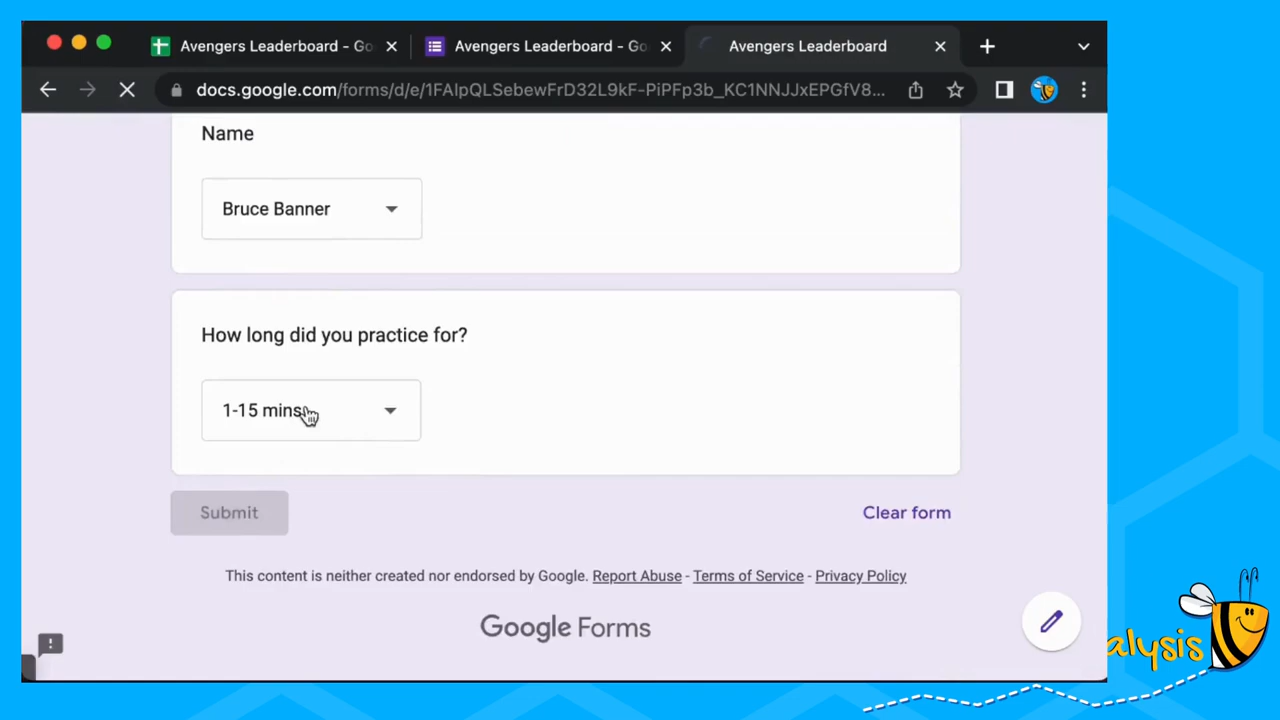 Avengers Leaderboard - Go
Avengers Leaderboard - Go
Avengers Leaderboard
docs.google.com/forms/d/e/1FAIpQLSebewFrD32L9kF-PiPFp3b_KC1NNJJxEPGfV8...
Name
Bruce Banner
How long did you practice for?
1-15 mins
Submit
Clear form
This content is neither created nor endorsed by Google. Report Abuse - Terms of Service - Privacy Policy
Google Forms
alysis